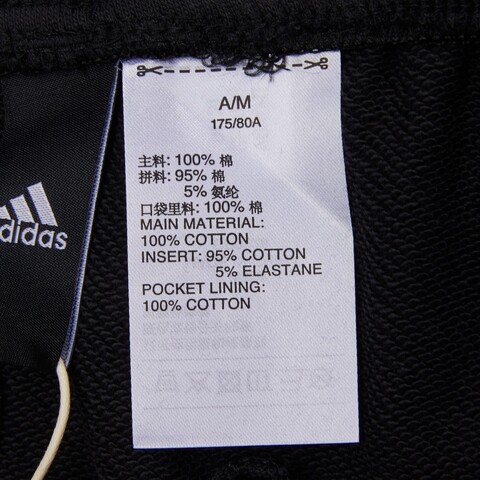 A/M
175/80A
主料: 100% 棉
拼料: 95% 棉
5% 氨纶
口袋里料: 100% 棉
MAIN MATERIAL:
100% COTTON
INSERT: 95% COTTON
5% ELASTANE
POCKET LINING:
100% COTTON
adidas